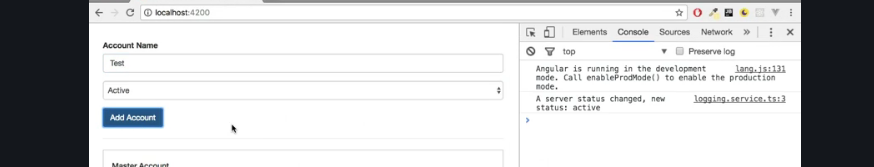 localhost:4200
Elements Console Sources Network »
top Preserve log
Account Name
Test
Active
Add Account
Master Account
Angular is running in the development lang.js:131
mode. Call enableProdMode() to enable the production
mode.
A server status changed, new logging.service.ts:3
status: active